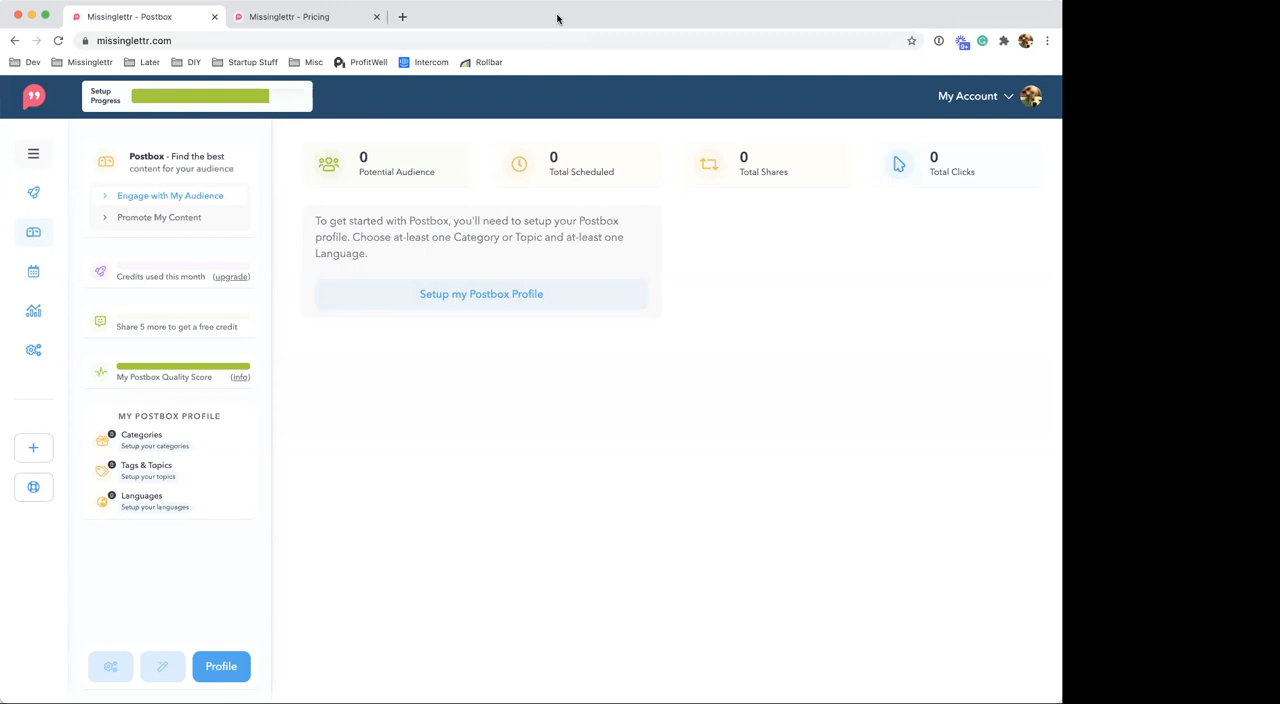 Missinglettr - Postbox
Missinglettr - Pricing
missinglettr.com
9+
Dev
Missinglettr
Later
DIY
Startup Stuff
Misc
ProfitWell
Intercom
Rollbar
Setup
Progress
My Account
Postbox - Find the best
content for your audience
Engage with My Audience
Promote My Content
Credits used this month (upgrade)
Share 5 more to get a free credit
My Postbox Quality Score (info)
MY POSTBOX PROFILE
0 Categories
Setup your categories
0 Tags & Topics
Setup your topics
0 Languages
Setup your languages
Profile
0
Potential Audience
0
Total Scheduled
0
Total Shares
0
Total Clicks
To get started with Postbox, you'll need to setup your Postbox
profile. Choose at-least one Category or Topic and at-least one
Language.
Setup my Postbox Profile